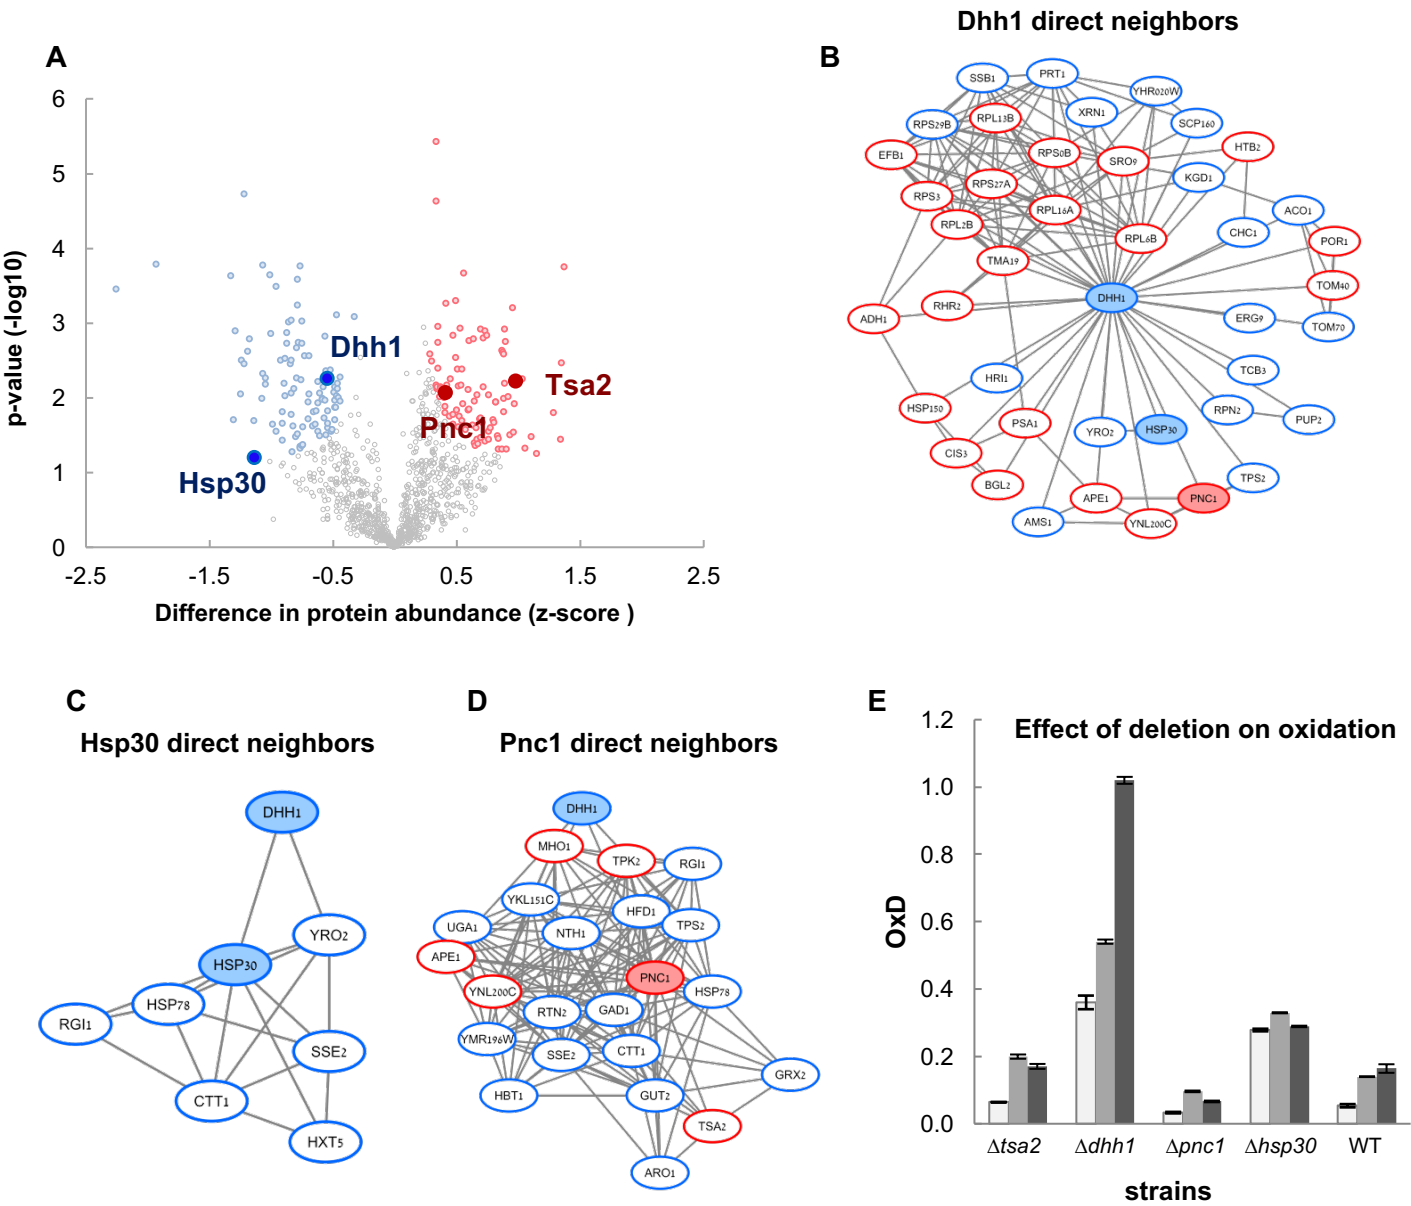 A
6
5
4
3
2
1
0
-2.5
-1.5
-0.5
0.5
1.5
2.5
p-value (-log10)
Difference in protein abundance (z-score )
Dhh1
Tsa2
Pnc1
Hsp30
B
Dhh1 direct neighbors
SSB1
PRT1
YHR020W
XRN1
SCP160
RPS29B
RPL13B
EFB1
RPS0B
SRO9
HTB2
KGD1
RPS27A
RPS3
RPL16A
ACO1
RPL2B
CHC1
RPL6B
POR1
TMA19
TOM40
DHH1
RHR2
ADH1
ERG9
TOM70
TCB3
HRI1
HSP150
RPN2
PUP2
PSA1
YRO2
HSP30
CIS3
BGL2
TPS2
APE1
PNC1
AMS1
YNL200C
C
Hsp30 direct neighbors
DHH1
YRO2
HSP30
HSP78
RGI1
SSE2
CTT1
HXT5
D
Pnc1 direct neighbors
DHH1
MHO1
TPK2
RGI1
YKL151C
HFD1
UGA1
NTH1
TPS2
APE1
PNC1
YNL200C
HSP78
RTN2
GAD1
YMR196W
SSE2
CTT1
GRX2
HBT1
GUT2
TSA2
ARO1
E
Effect of deletion on oxidation
1.2
1.0
0.8
0.6
0.4
0.2
0.0
OxD
Δtsa2
Δdhh1
Δpnc1
Δhsp30
WT
strains